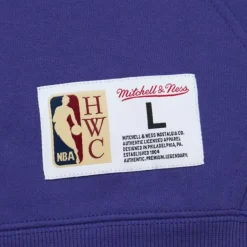 Mitchell & Ness
HWC
NBA
L
MITCHELL & NESS NOSTALGIA CO.
AUTHENTIC LICENSED APPAREL
DESIGNED IN PHILADELPHIA, PA.
ESTABLISHED 1904
AUTHENTIC.PREMIUM.LEGENDARY.